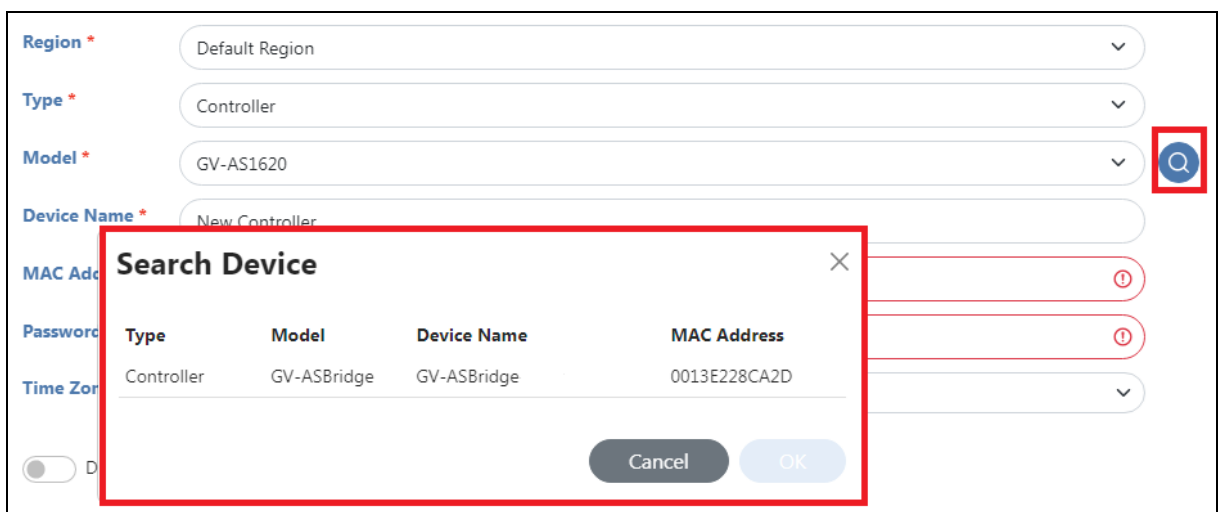 Region *
Default Region
Type *
Controller
Model *
GV-AS1620
Device Name *
New Controller
MAC Add
Password
Time Zon
D
Search Device
Type Model Device Name MAC Address
Controller GV-ASBridge GV-ASBridge 0013E228CA2D
Cancel OK